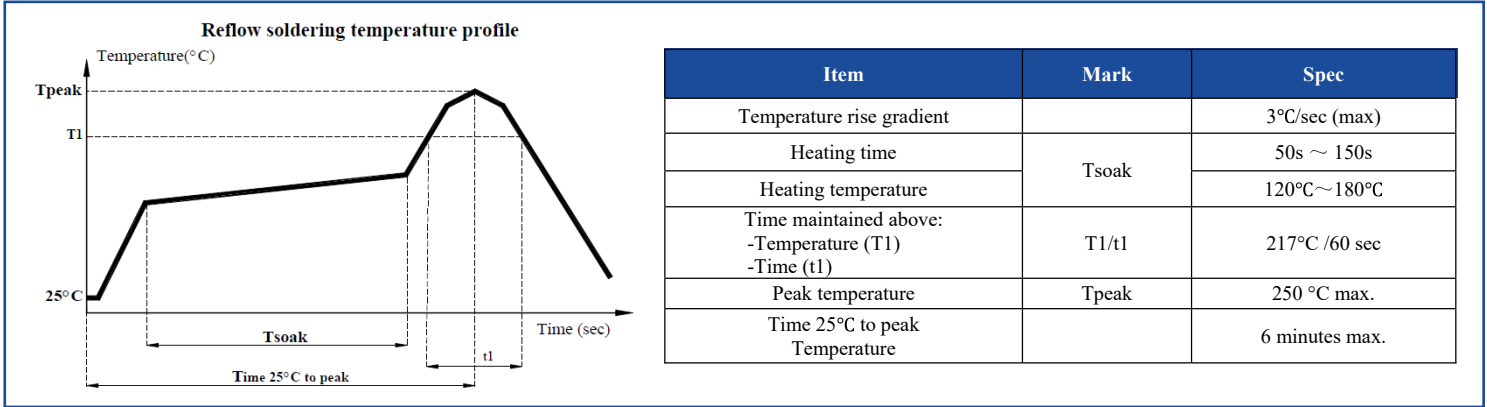 Reflow soldering temperature profile
Temperature(°C)
Tpeak
T1
25°C
Time (sec)
Tsoak
t1
Time 25°C to peak
Item Mark Spec
Temperature rise gradient 3℃/sec (max)
Heating time Tsoak 50s ～ 150s
Heating temperature 120℃～180℃
Time maintained above:
-Temperature (T1) T1/t1 217°C /60 sec
-Time (t1)
Peak temperature Tpeak 250 °C max.
Time 25℃ to peak
Temperature 6 minutes max.